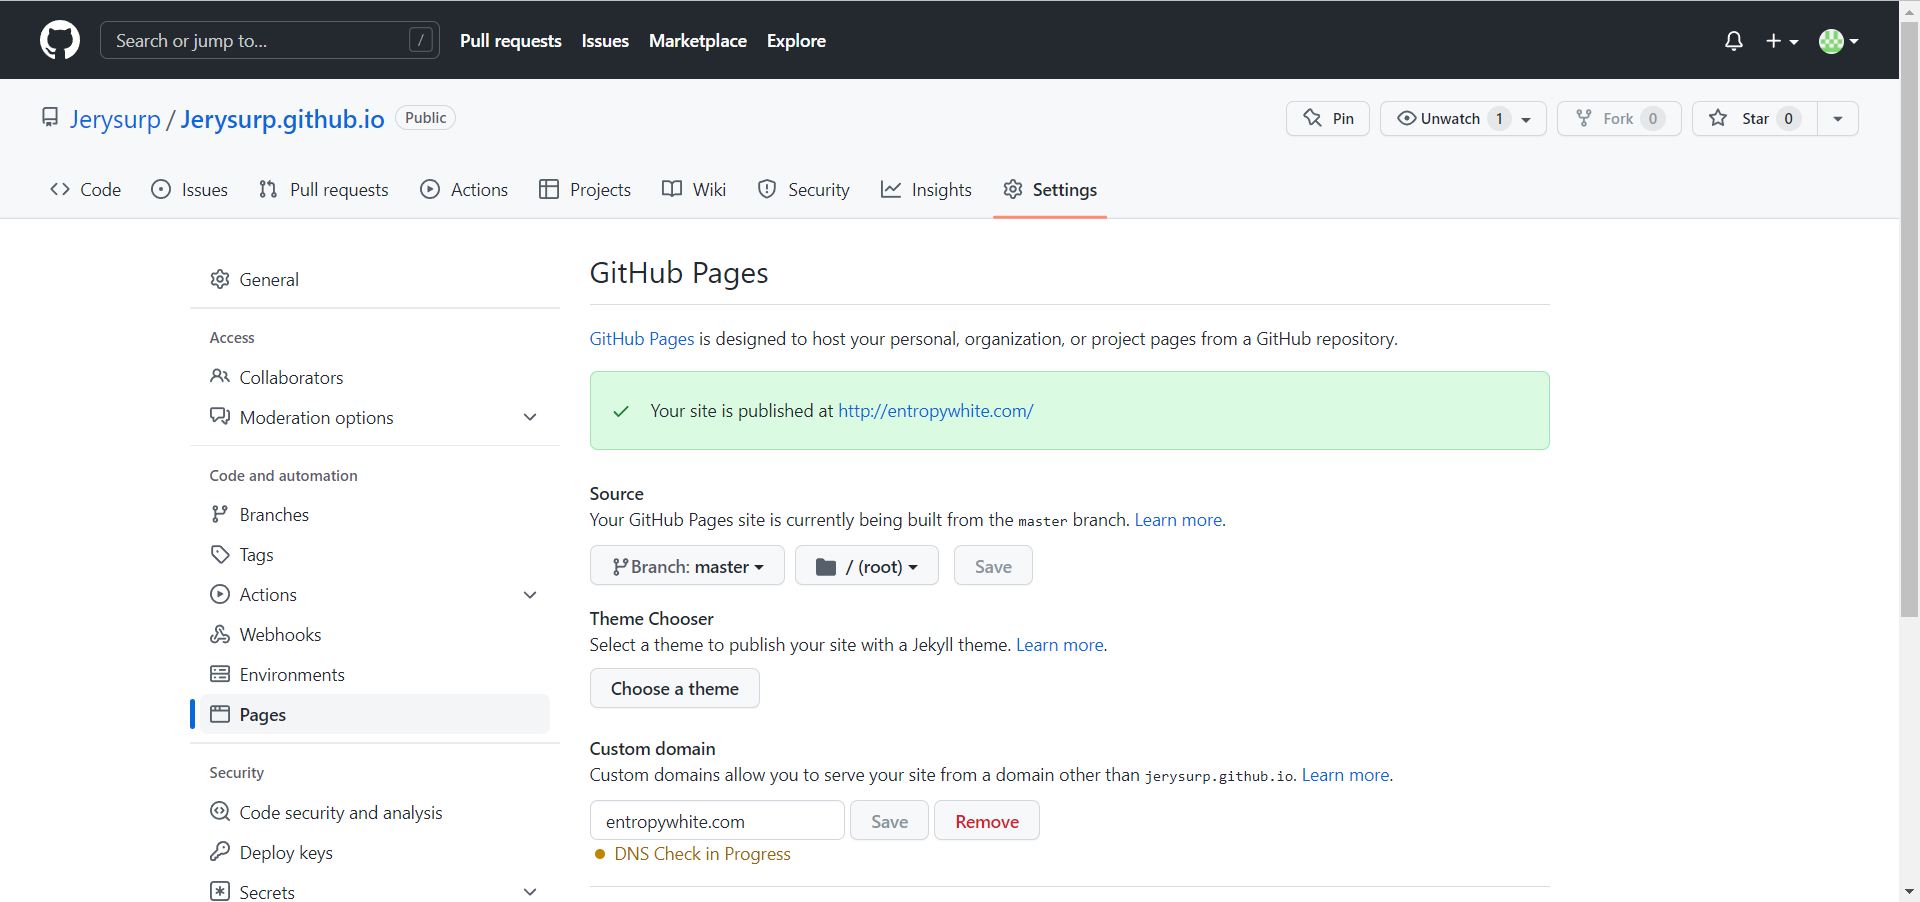 Search or jump to... /
Pull requests Issues Marketplace Explore
Jerysurp / Jerysurp.github.io Public
Pin Unwatch 1 Fork 0 Star 0
Code Issues Pull requests Actions Projects Wiki Security Insights Settings
General
Access
Collaborators
Moderation options
Code and automation
Branches
Tags
Actions
Webhooks
Environments
Pages
Security
Code security and analysis
Deploy keys
Secrets
GitHub Pages
GitHub Pages is designed to host your personal, organization, or project pages from a GitHub repository.
Your site is published at http://entropywhite.com/
Source
Your GitHub Pages site is currently being built from the master branch. Learn more.
Branch: master / (root) Save
Theme Chooser
Select a theme to publish your site with a Jekyll theme. Learn more.
Choose a theme
Custom domain
Custom domains allow you to serve your site from a domain other than jerysurp.github.io. Learn more.
entropywhite.com Save Remove
DNS Check in Progress